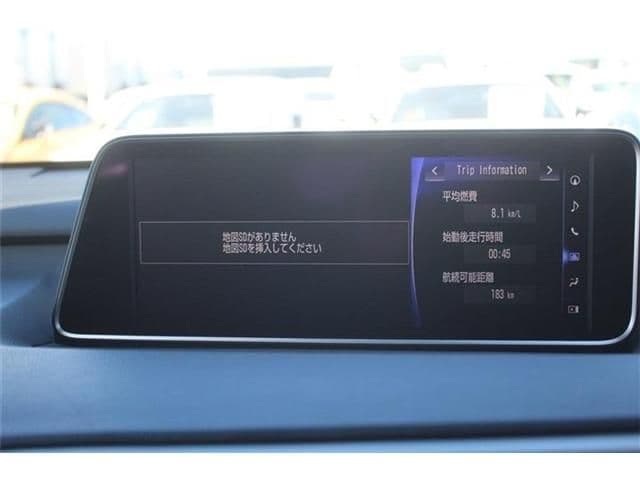 地図SDがありません
地図SDを挿入してください
Trip Information
平均燃費
8.1 km/L
始動後走行時間
00:45
航続可能距離
183 km